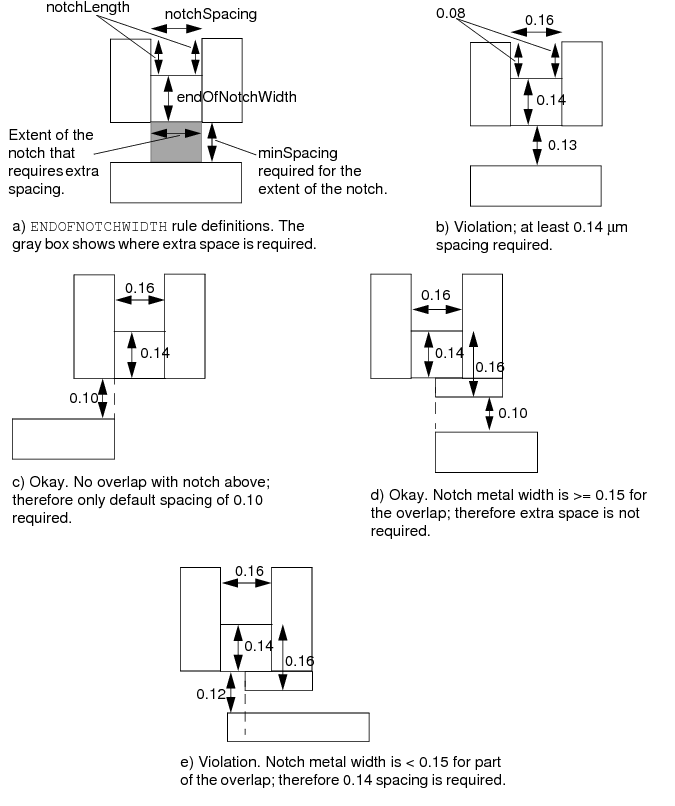 notchLength
notchSpacing
endOfNotchWidth
Extent of the
notch that
requires extra
spacing.
minSpacing
required for the
extent of the notch.
a) ENDOFNOTCHWIDTH rule definitions. The
gray box shows where extra space is required.
0.08
0.16
0.14
0.13
b) Violation; at least 0.14 μm
spacing required.
0.16
0.14
0.10
c) Okay. No overlap with notch above;
therefore only default spacing of 0.10
required.
0.16
0.14
0.16
0.10
d) Okay. Notch metal width is >= 0.15 for
the overlap; therefore extra space is not
required.
0.16
0.14
0.16
0.12
e) Violation. Notch metal width is < 0.15 for part
of the overlap; therefore 0.14 spacing is required.